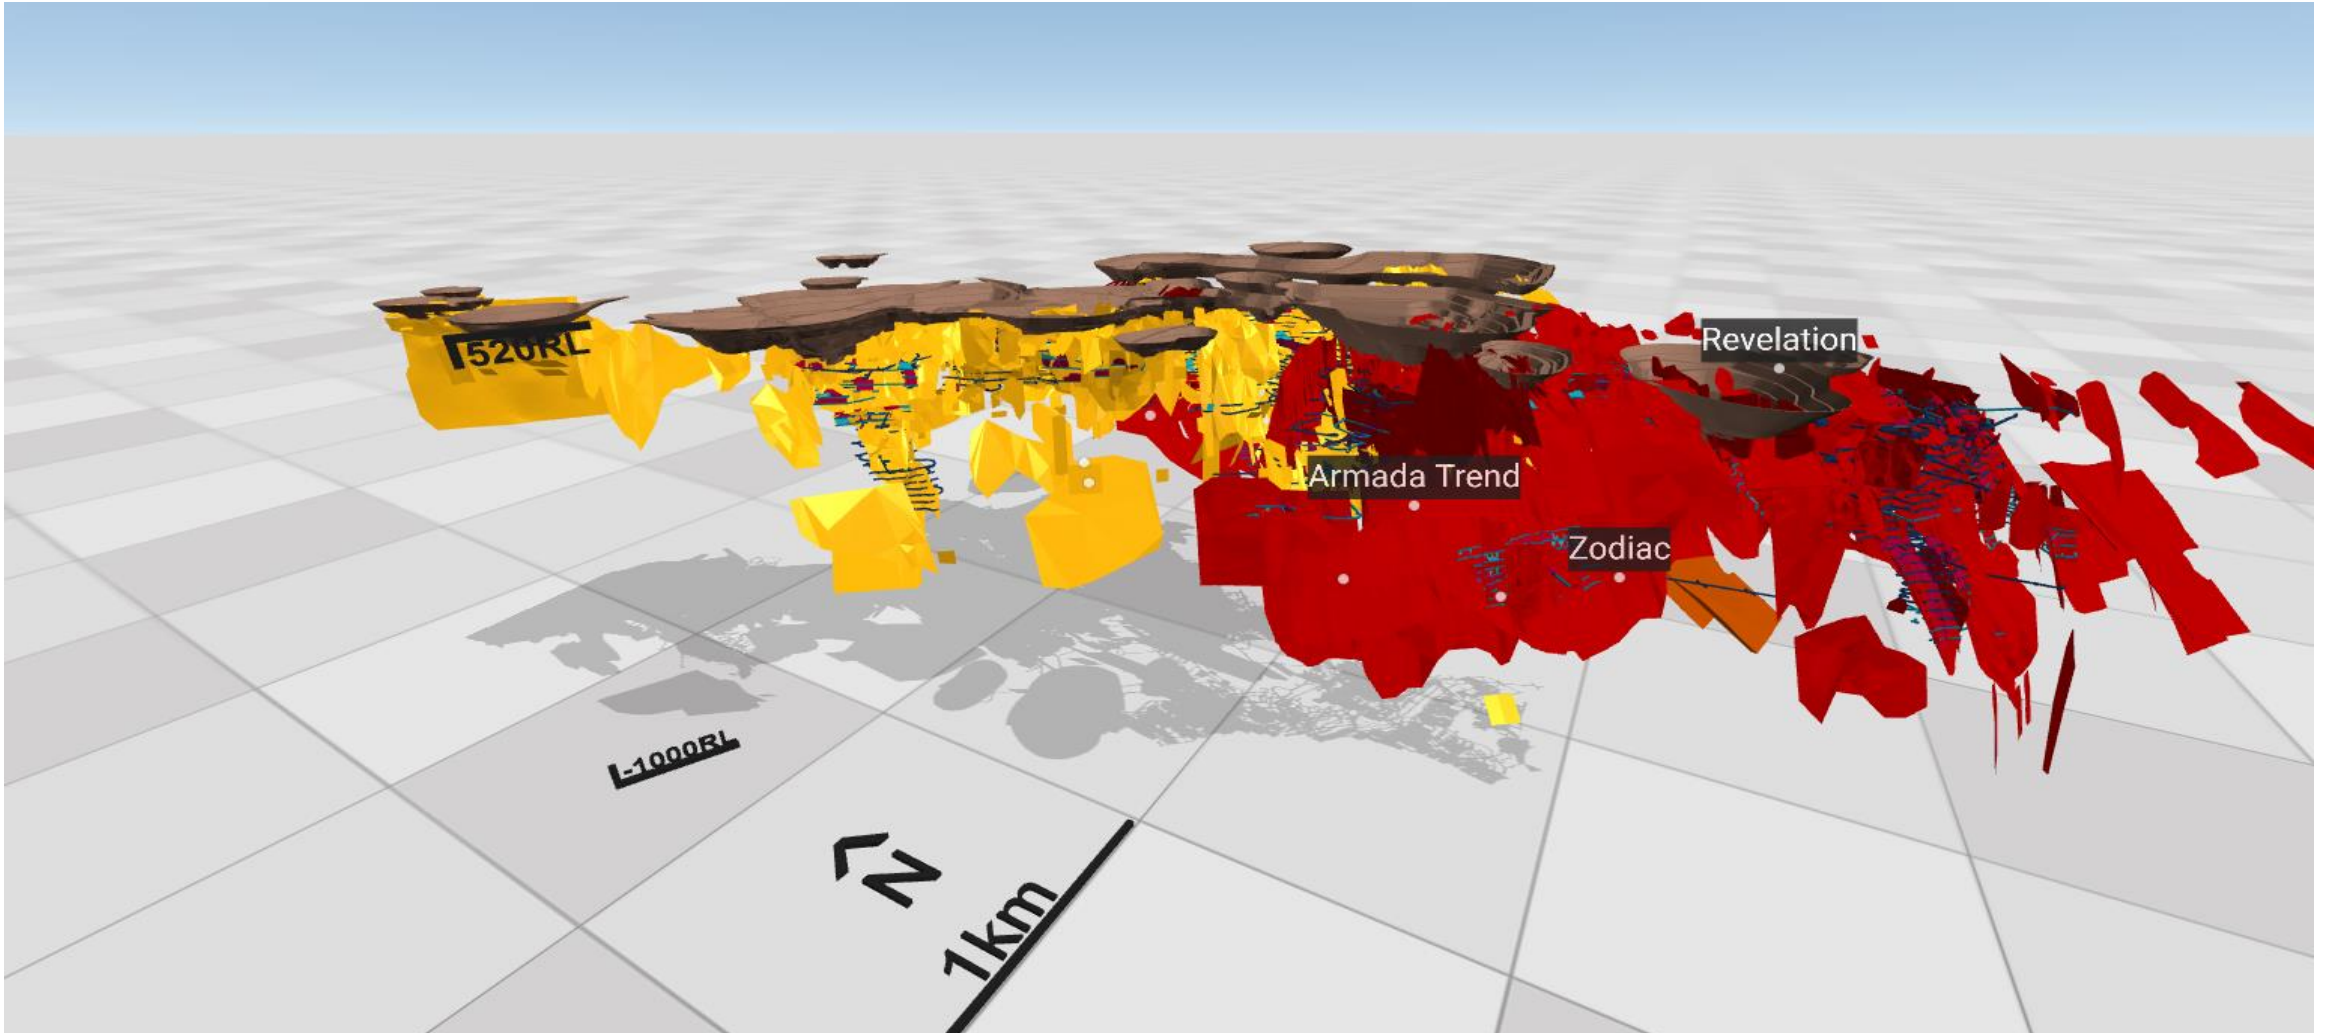 Revelation
520RL
Armada Trend
Zodiac
-1000RL
N
1km